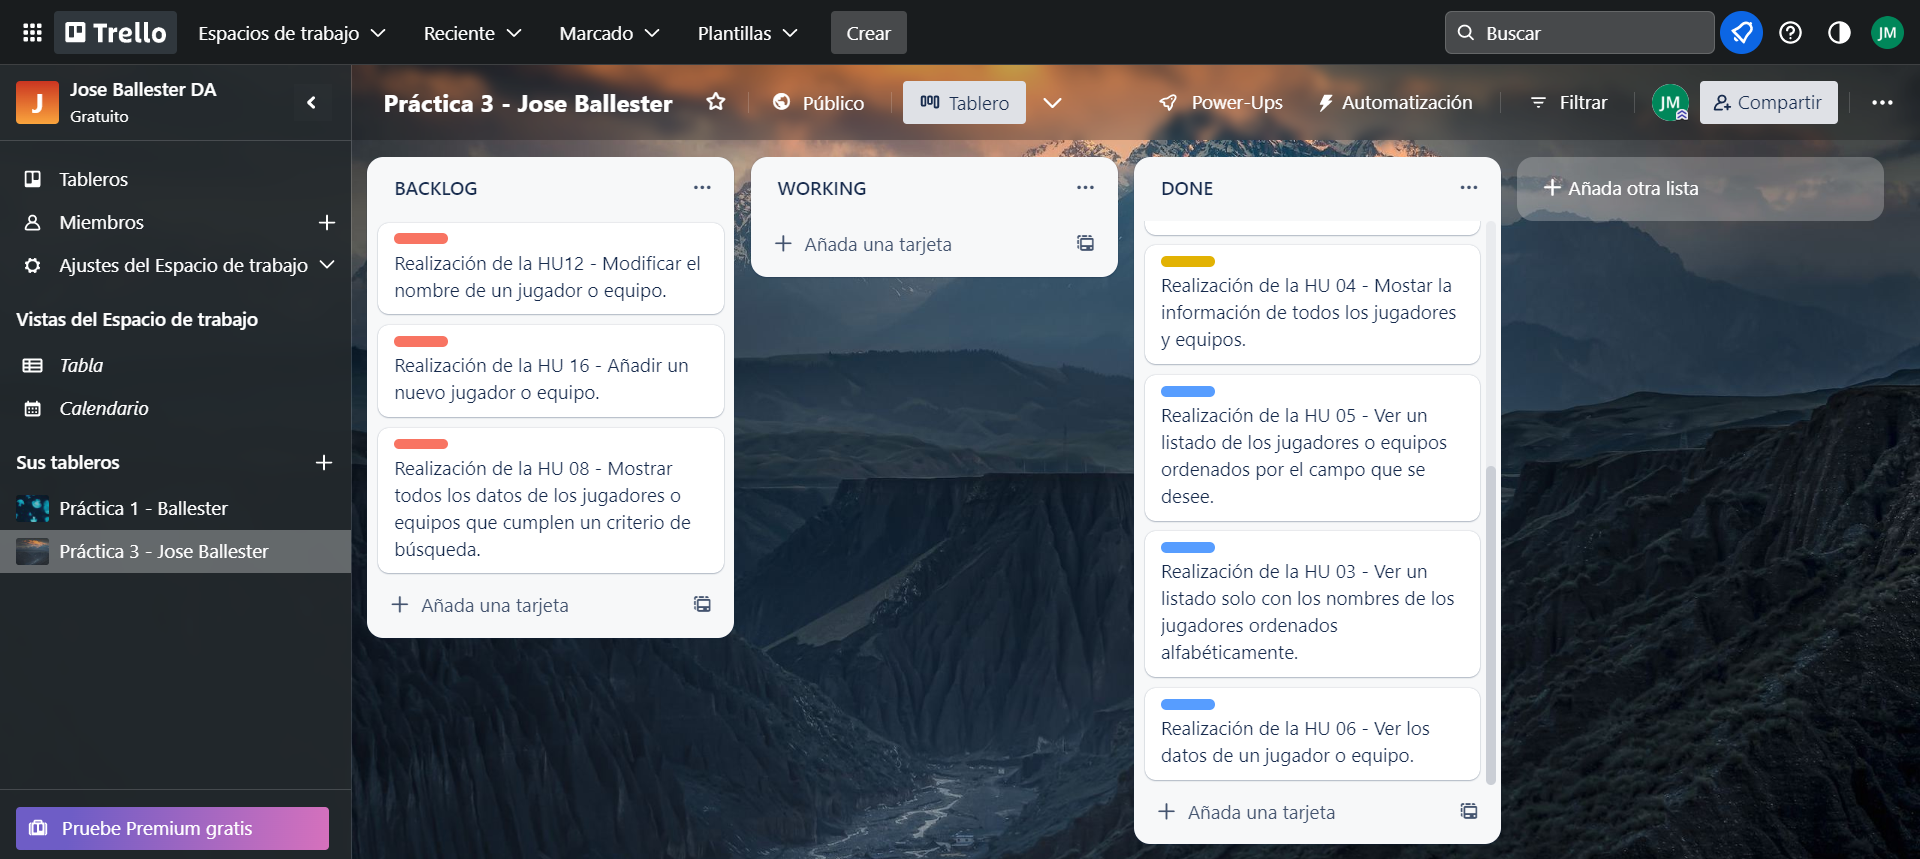 Trello
Espacios de trabajo
Reciente
Marcado
Plantillas
Crear
Buscar
JM
J
Jose Ballester DA
Gratuito
Práctica 3 - Jose Ballester
Público
Tablero
Power-Ups
Automatización
Filtrar
JM
Compartir
Tableros
Miembros
Ajustes del Espacio de trabajo
Vistas del Espacio de trabajo
Tabla
Calendario
Sus tableros
Práctica 1 - Ballester
Práctica 3 - Jose Ballester
Pruebe Premium gratis
BACKLOG
Realización de la HU12 - Modificar el
nombre de un jugador o equipo.
Realización de la HU 16 - Añadir un
nuevo jugador o equipo.
Realización de la HU 08 - Mostrar
todos los datos de los jugadores o
equipos que cumplen un criterio de
búsqueda.
Añada una tarjeta
WORKING
Añada una tarjeta
DONE
Realización de la HU 04 - Mostar la
información de todos los jugadores
y equipos.
Realización de la HU 05 - Ver un
listado de los jugadores o equipos
ordenados por el campo que se
desee.
Realización de la HU 03 - Ver un
listado solo con los nombres de los
jugadores ordenados
alfabéticamente.
Realización de la HU 06 - Ver los
datos de un jugador o equipo.
Añada una tarjeta
Añada otra lista